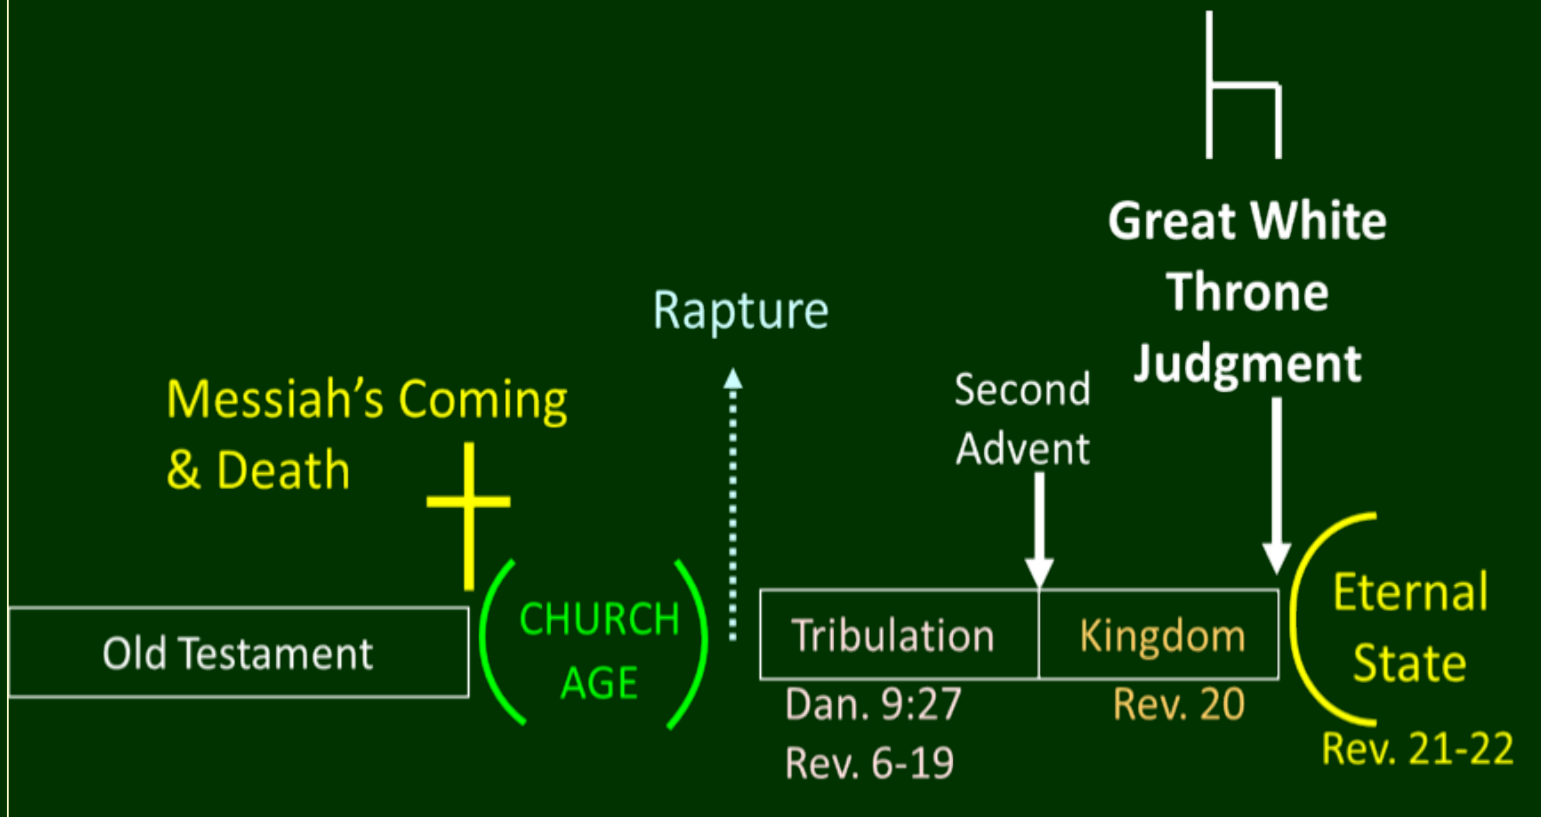 Great White
Throne
Judgment
Rapture
Second
Advent
Messiah’s Coming
& Death
Old Testament
CHURCH
AGE
Tribulation
Kingdom
Eternal
State
Dan. 9:27
Rev. 6-19
Rev. 20
Rev. 21-22